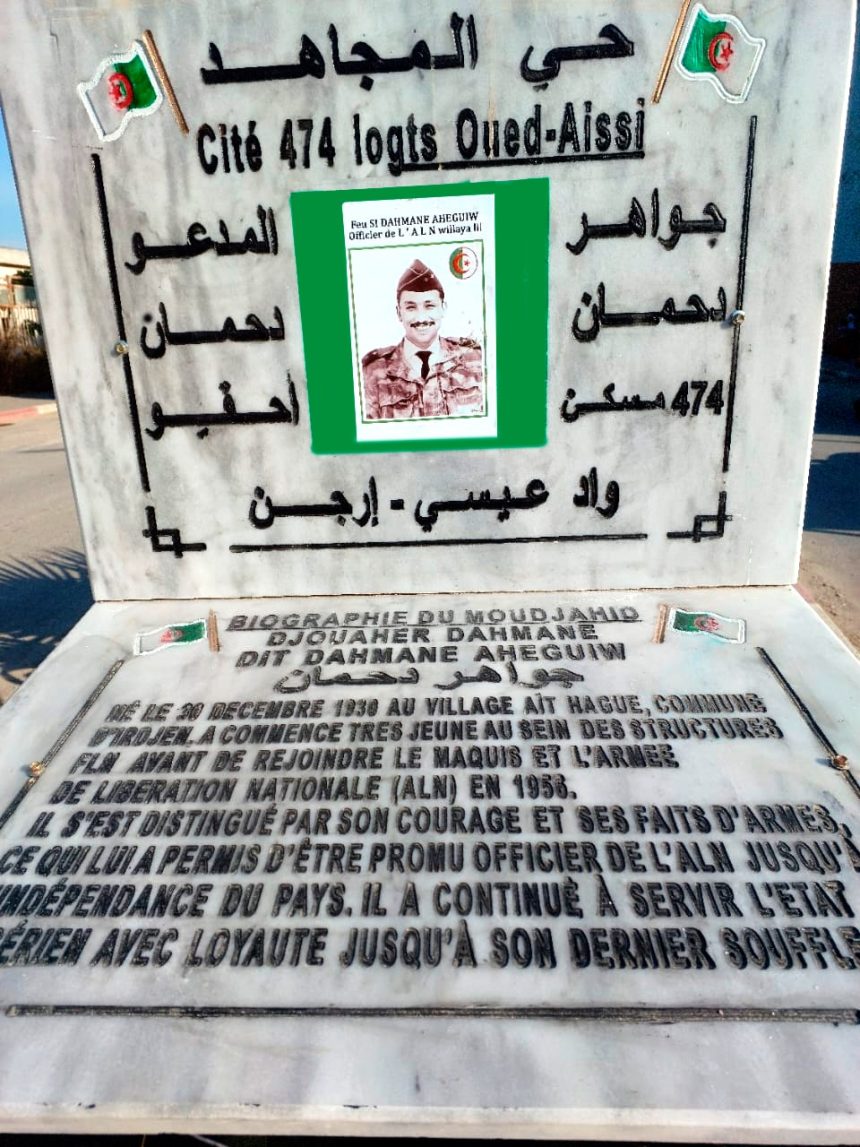 حي المجاهد
Cité 474 logts Oued-Aissi
جواهر المدعو
دحمان دحمان
474 مسكن أحقيو
واد عيسي - إرجن
Feu SI DAHMANE AHEGUIW
Officier de L ' A L N willaya III
BIOGRAPHIE DU MOUDJAHID
DJOUAHER DAHMANE
DIT DAHMANE AHEGUIW
جواهر دحمان
NÉ LE 30 DECEMBRE 1930 AU VILLAGE AÏT HAGUE, COMMUNE
D'IRDJEN. A COMMENCE TRES JEUNE AU SEIN DES STRUCTURES
FLN AVANT DE REJOINDRE LE MAQUIS ET L'ARMEE
DE LIBERATION NATIONALE (ALN) EN 1956.
IL S'EST DISTINGUÉ PAR SON COURAGE ET SES FAITS D'ARMES,
CE QUI LUI A PERMIS D'ÊTRE PROMU OFFICIER DE L'ALN JUSQU'À
INDÉPENDANCE DU PAYS. IL A CONTINUÉ À SERVIR L'ETAT
GÉRIEN AVEC LOYAUTE JUSQU'À SON DERNIER SOUFFLE